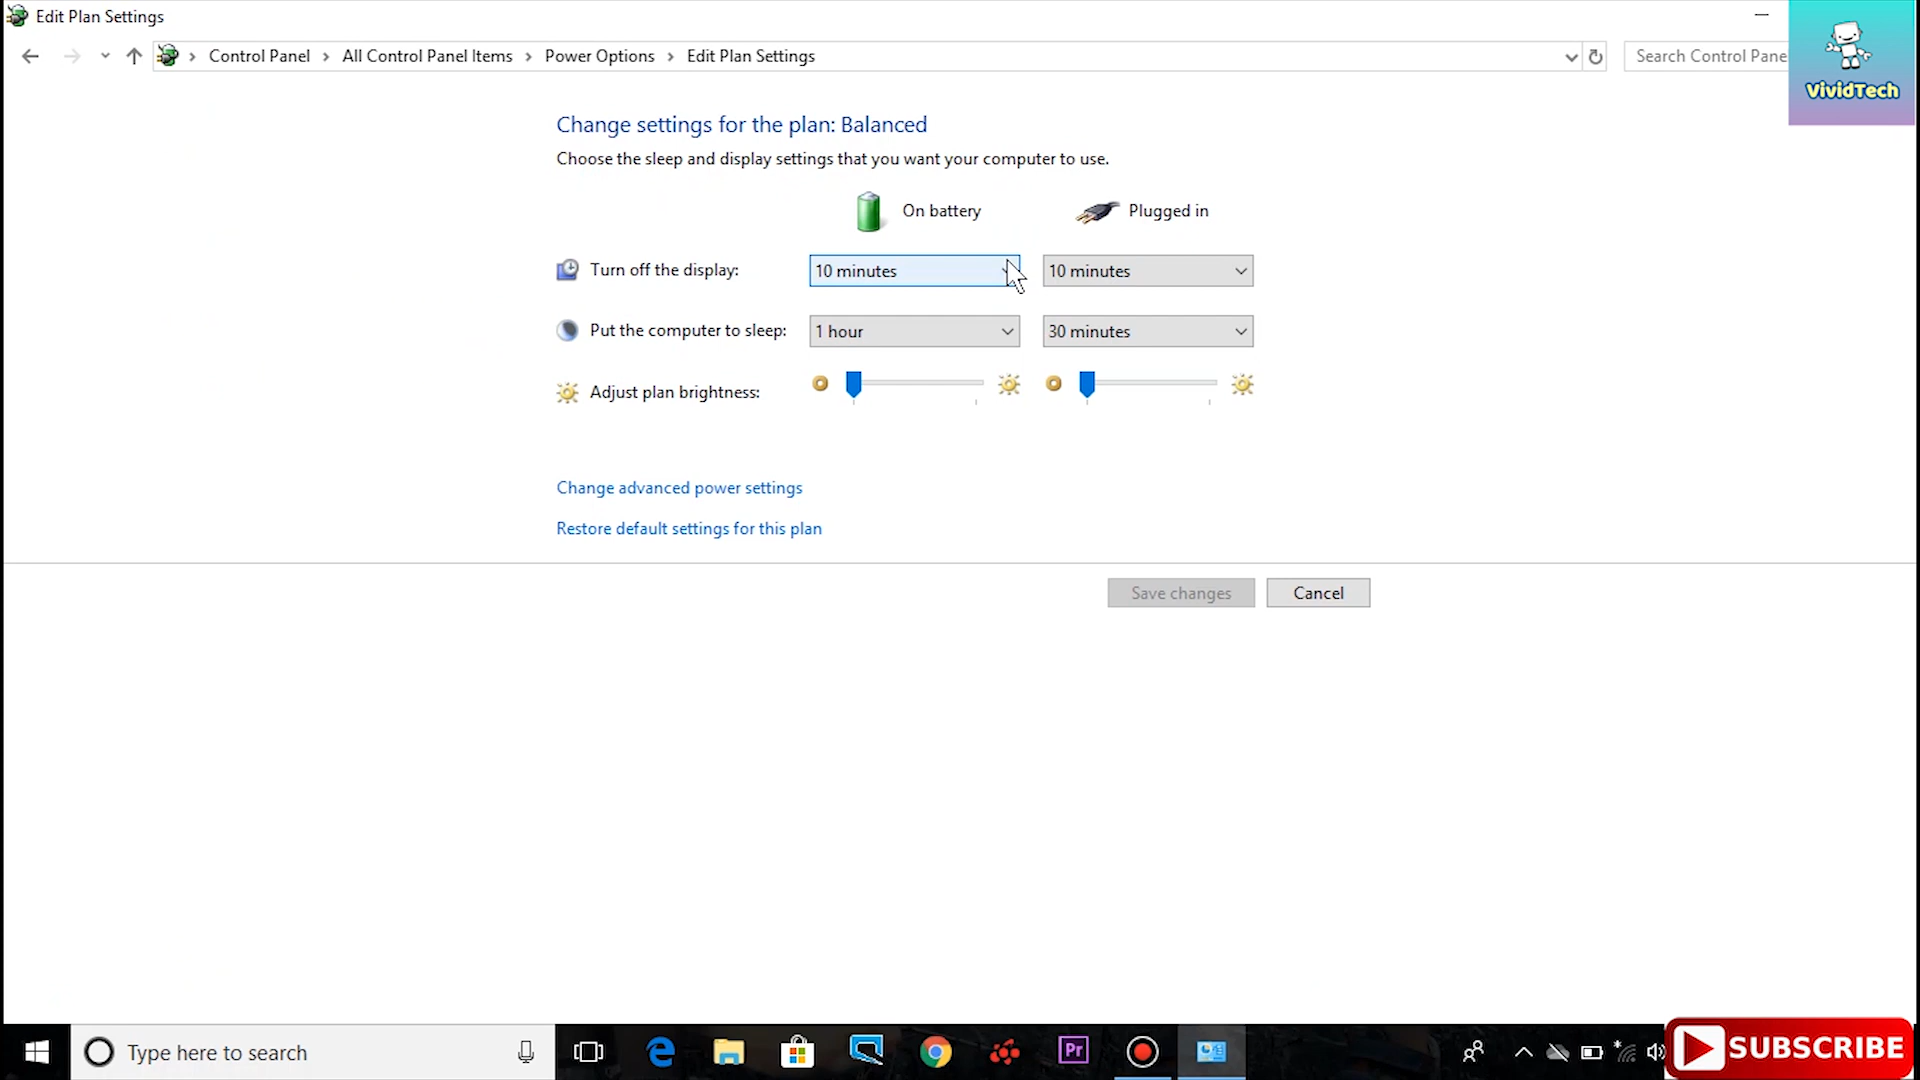 Edit Plan Settings
Control Panel > All Control Panel Items > Power Options > Edit Plan Settings
Search Control Pane
VividTech
Change settings for the plan: Balanced
Choose the sleep and display settings that you want your computer to use.
On battery Plugged in
Turn off the display: 10 minutes 10 minutes
Put the computer to sleep: 1 hour 30 minutes
Adjust plan brightness:
Change advanced power settings
Restore default settings for this plan
Save changes Cancel
Type here to search
Pr
SUBSCRIBE